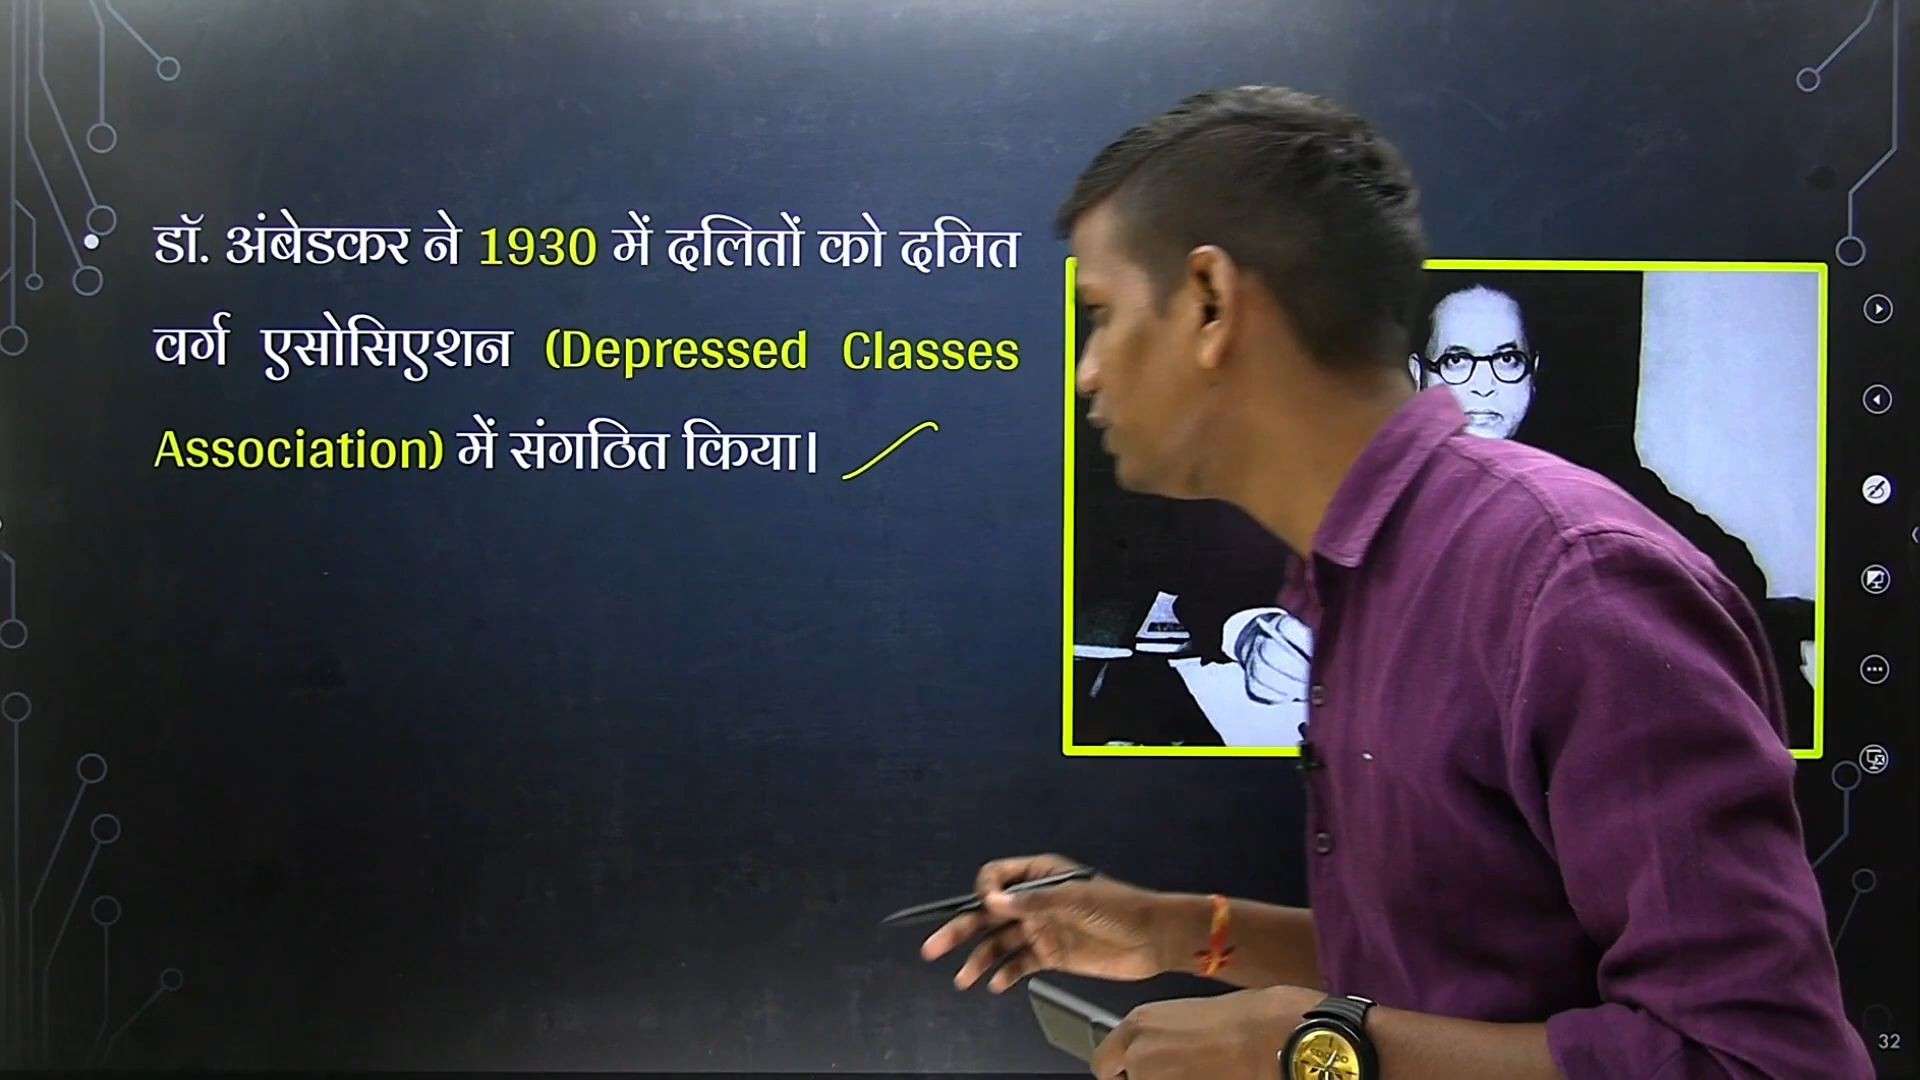 डॉ. अंबेडकर ने 1930 में दलितों को दमित
वर्ग एसोसिएशन (Depressed Classes
Association) में संगठित किया।
32